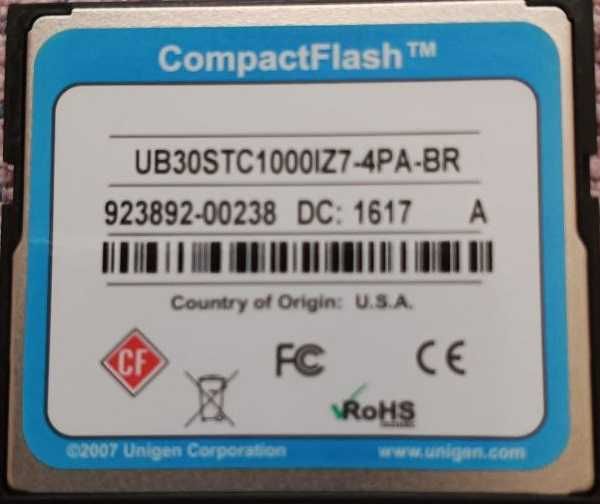 CompactFlash™
UB30STC1000IZ7-4PA-BR
923892-00238 DC: 1617 A
Country of Origin: U.S.A.
CF FC CE
RoHS
©2007 Unigen Corporation www.unigen.com